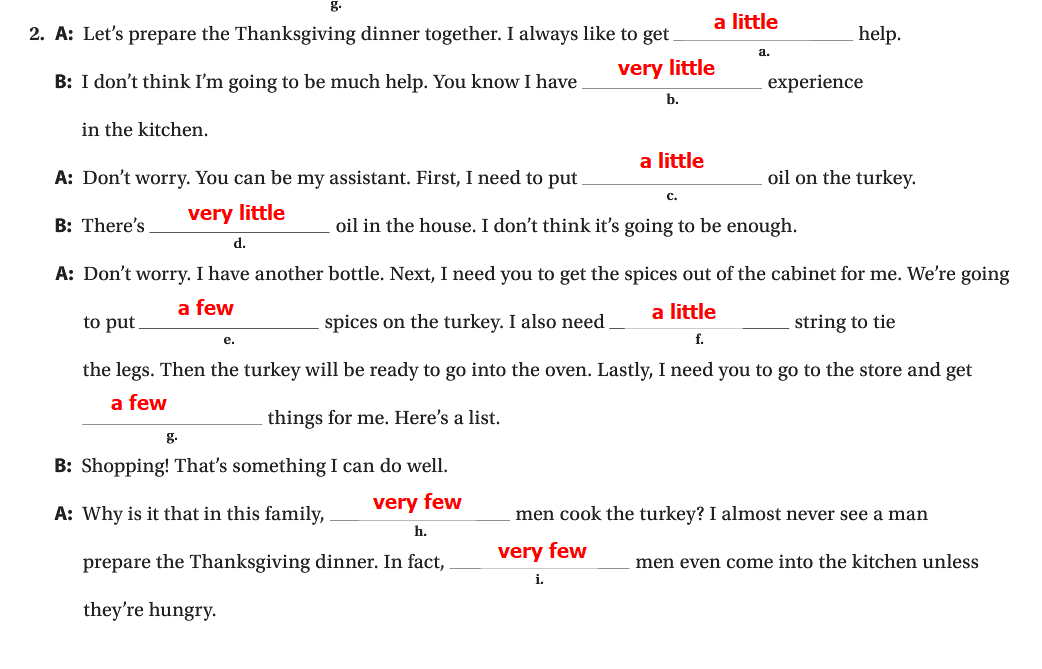 g.
2. A: Let's prepare the Thanksgiving dinner together. I always like to get a little help.
a.
B: I don't think I'm going to be much help. You know I have very little experience
b.
in the kitchen.
A: Don't worry. You can be my assistant. First, I need to put a little oil on the turkey.
c.
B: There's very little oil in the house. I don't think it's going to be enough.
d.
A: Don't worry. I have another bottle. Next, I need you to get the spices out of the cabinet for me. We're going
to put a few spices on the turkey. I also need a little string to tie
e. f.
the legs. Then the turkey will be ready to go into the oven. Lastly, I need you to go to the store and get
a few things for me. Here's a list.
g.
B: Shopping! That's something I can do well.
A: Why is it that in this family, very few men cook the turkey? I almost never see a man
h.
prepare the Thanksgiving dinner. In fact, very few men even come into the kitchen unless
i.
they're hungry.